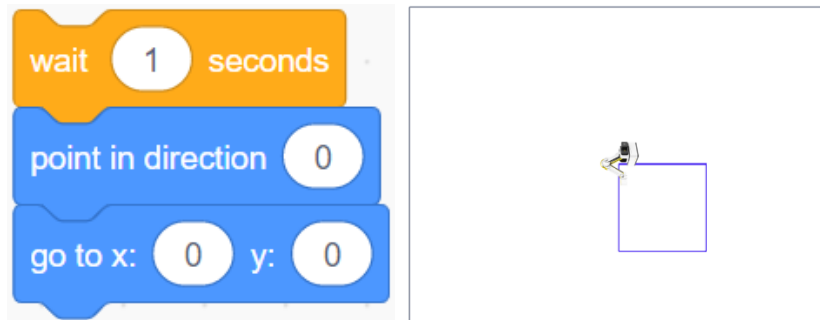 wait 1 seconds
point in direction 0
go to x: 0 y: 0